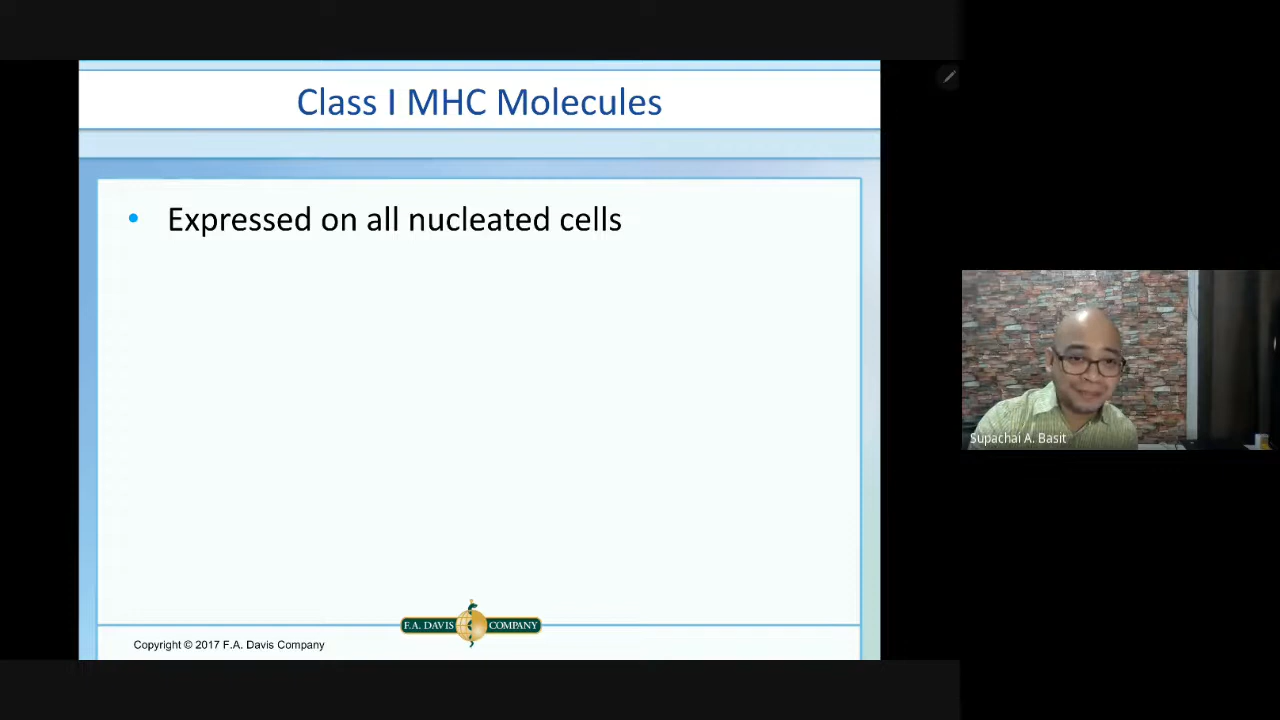 Class I MHC Molecules
• Expressed on all nucleated cells
F.A. DAVIS COMPANY
Copyright © 2017 F.A. Davis Company
Supachai A. Basit